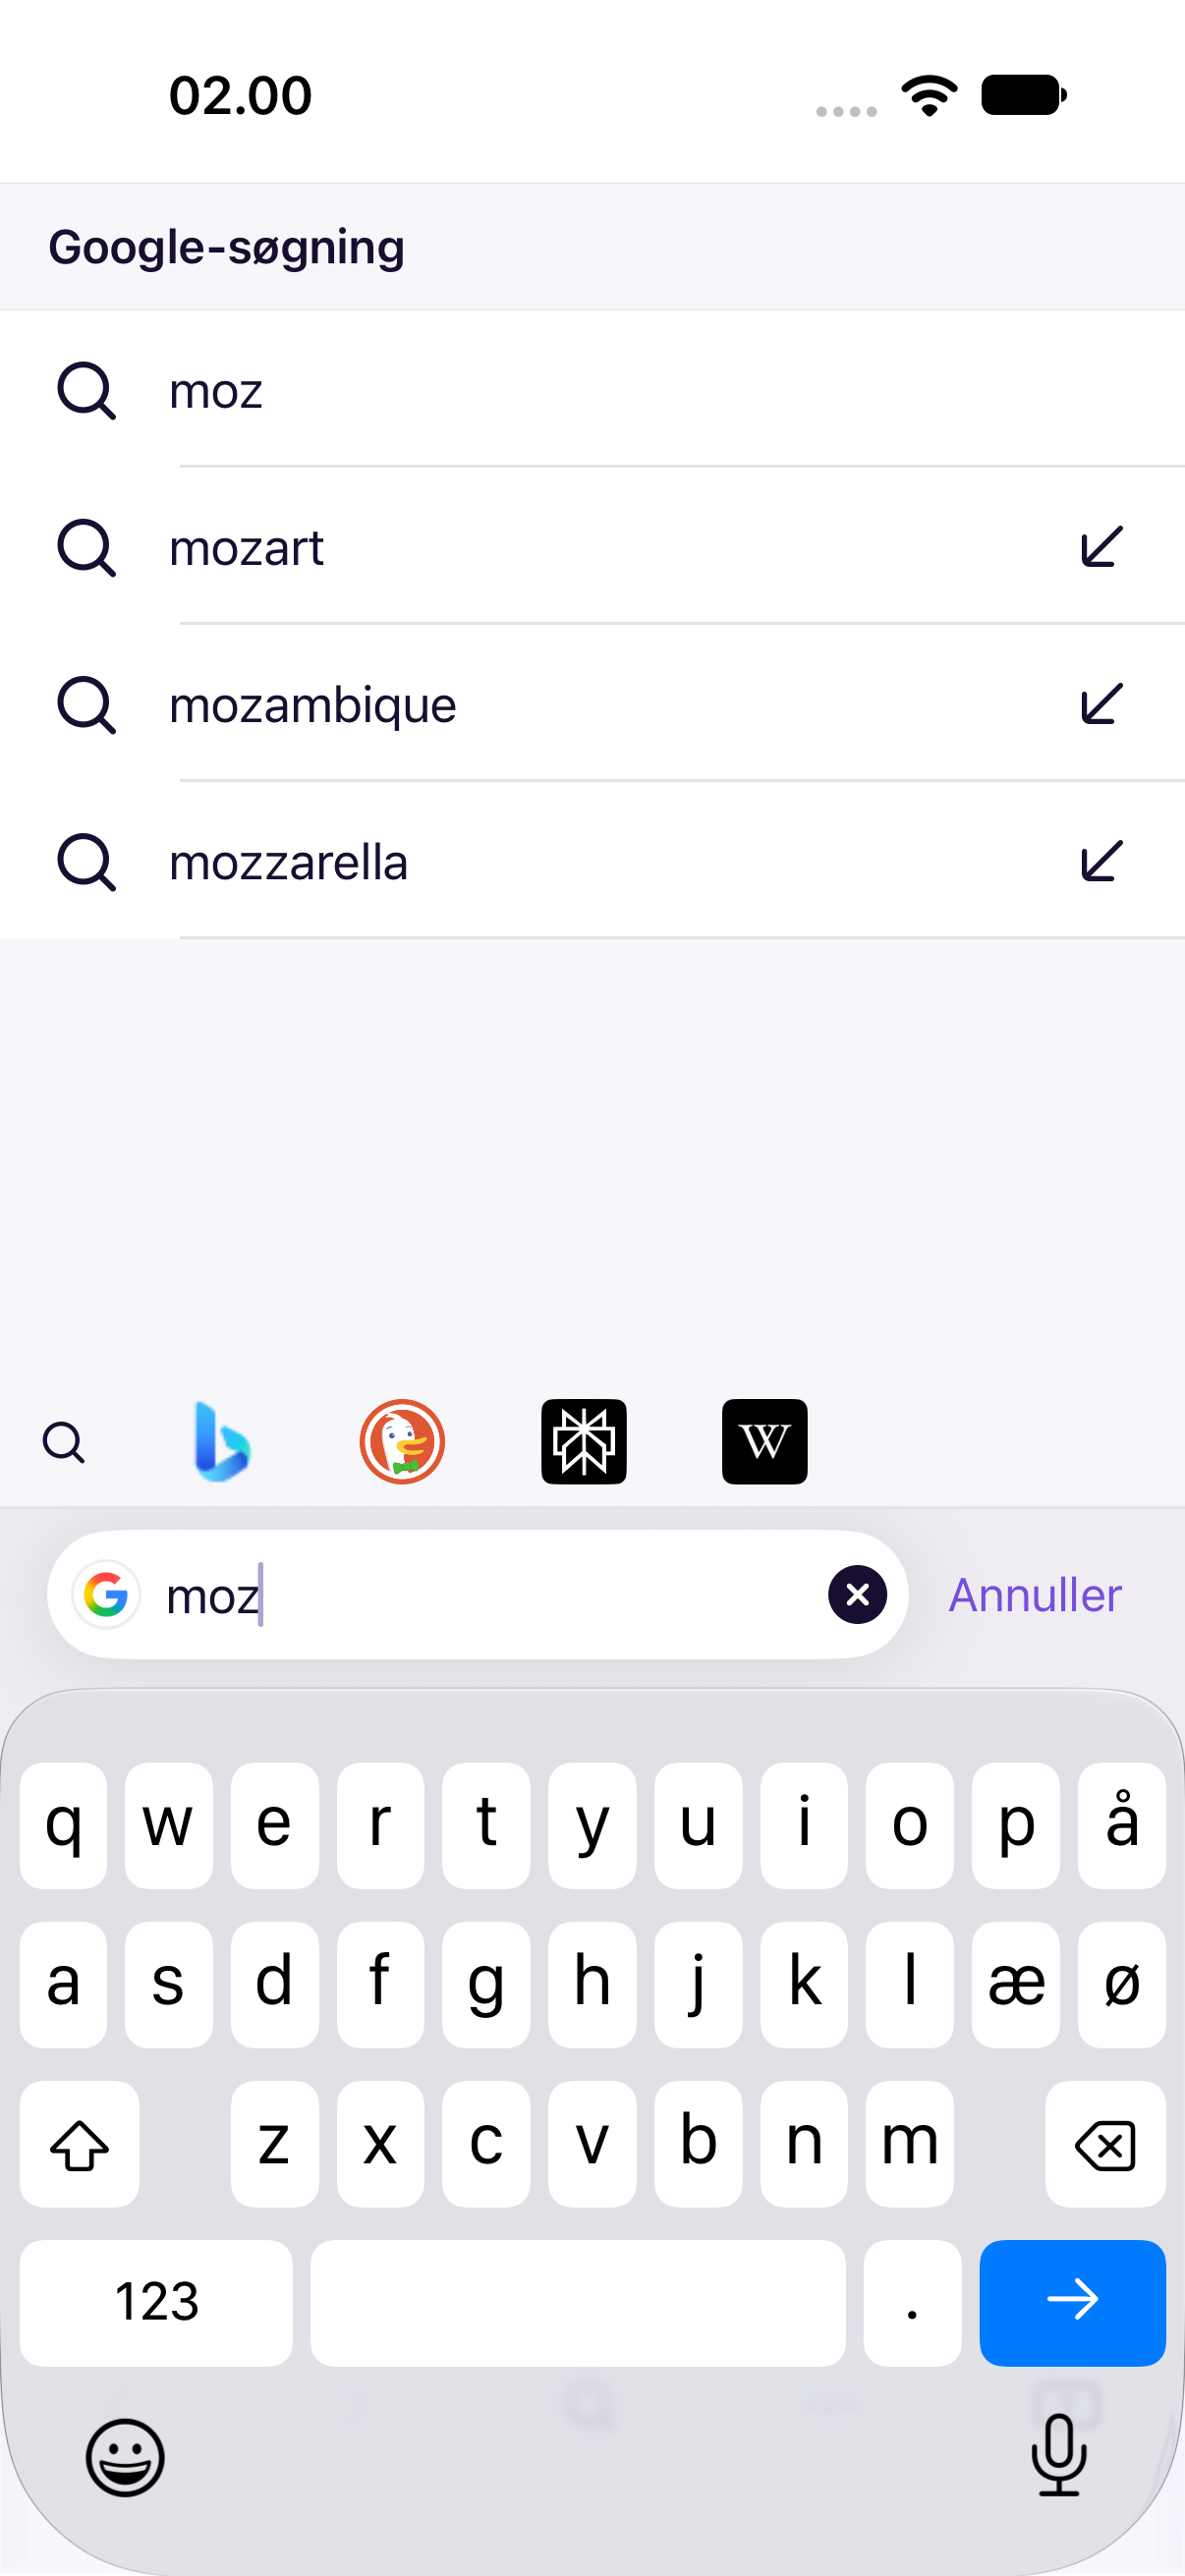 02.00
Google-søgning
moz
mozart
mozambique
mozzarella
W
moz
Annuller
q w e r t y u i o p å
a s d f g h j k l æ ø
z x c v b n m
123 .